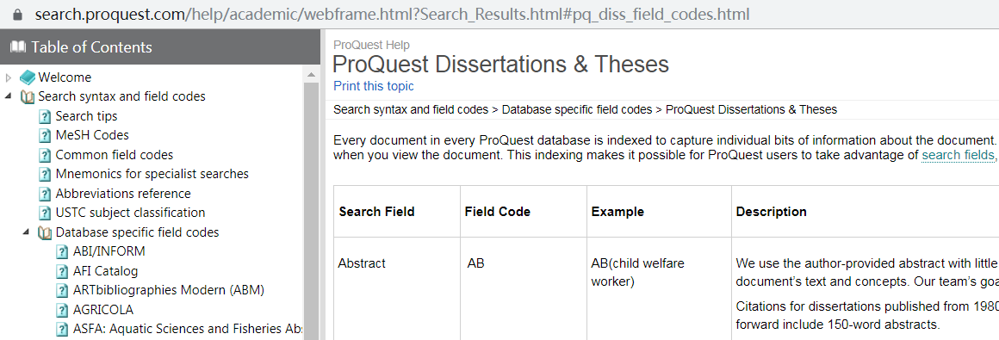 search.proquest.com/help/academic/webframe.html?Search_Results.html#pq_diss_field_codes.html
Table of Contents
Welcome
Search syntax and field codes
Search tips
MeSH Codes
Common field codes
Mnemonics for specialist searches
Abbreviations reference
USTC subject classification
Database specific field codes
ABI/INFORM
AFI Catalog
ARTbibliographies Modern (ABM)
AGRICOLA
ASFA: Aquatic Sciences and Fisheries Abs
ProQuest Help
ProQuest Dissertations & Theses
Print this topic
Search syntax and field codes > Database specific field codes > ProQuest Dissertations & Theses
Every document in every ProQuest database is indexed to capture individual bits of information about the document.
when you view the document. This indexing makes it possible for ProQuest users to take advantage of search fields,
Search Field Field Code Example Description
Abstract AB AB(child welfare
worker)
We use the author-provided abstract with little
document's text and concepts. Our team's goa
Citations for dissertations published from 1980
forward include 150-word abstracts.